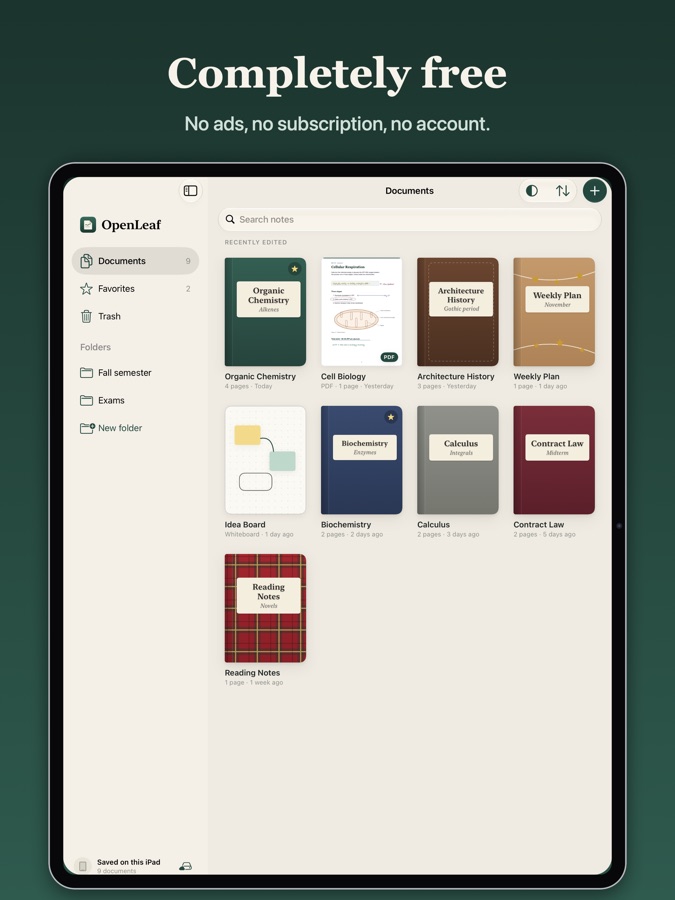 Completely free
No ads, no subscription, no account.
Documents
OpenLeaf
Search notes
Documents 9
Favorites 2
Trash
Folders
Fall semester
Exams
New folder
RECENTLY EDITED
Organic
Chemistry
Alkenes
Cellular Respiration
PDF
Architecture
History
Gothic period
Weekly Plan
November
Organic Chemistry
4 pages · Today
Cell Biology
PDF · 1 page · Yesterday
Architecture History
3 pages · Yesterday
Weekly Plan
1 page · 1 day ago
Biochemistry
Enzymes
Calculus
Integrals
Contract Law
Midterm
Idea Board
Whiteboard · 1 day ago
Biochemistry
2 pages · 2 days ago
Calculus
2 pages · 3 days ago
Contract Law
2 pages · 5 days ago
Reading
Notes
Novels
Reading Notes
1 page · 1 week ago
Saved on this iPad
9 documents